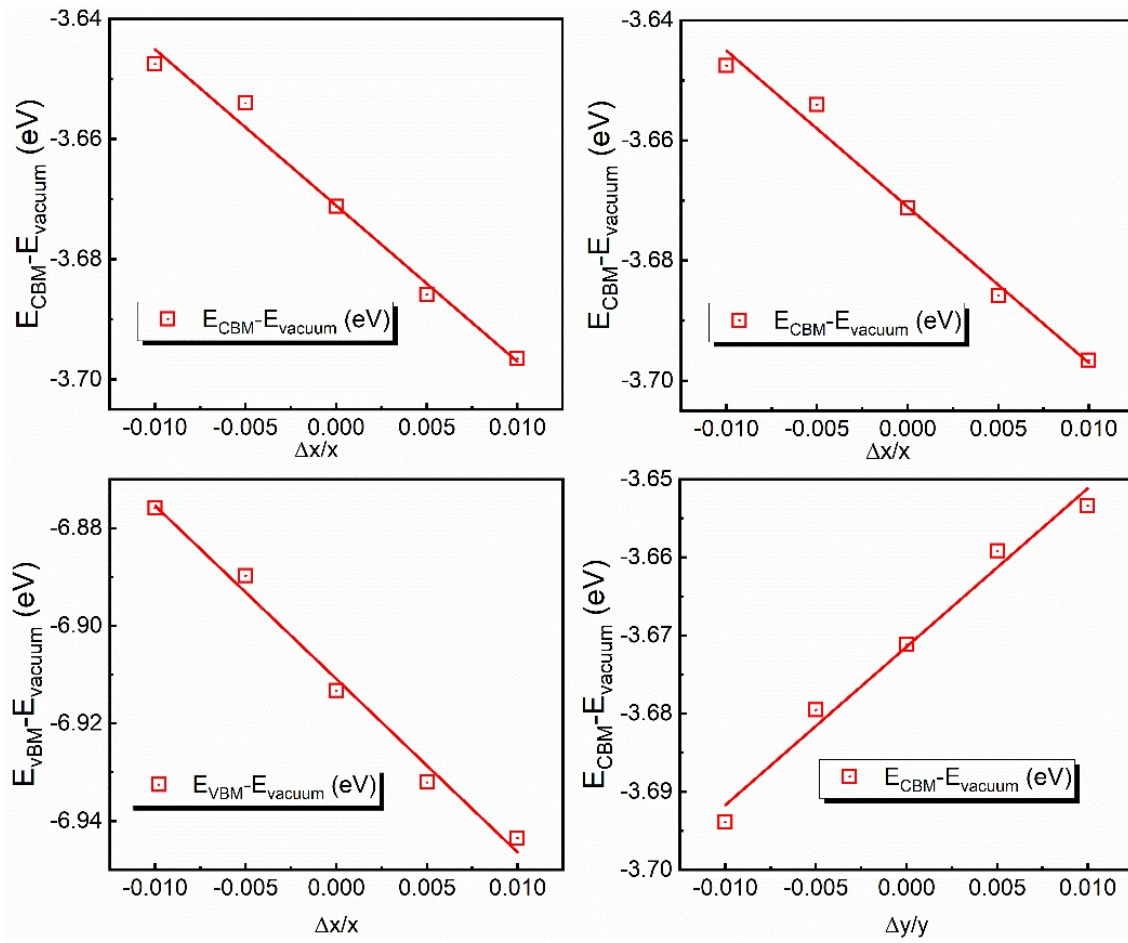 -3.64
-3.66
-3.68
-3.70
E_CBM-E_vacuum (eV)
E_CBM-E_vacuum (eV)
-0.010 -0.005 0.000 0.005 0.010
Δx/x
-3.64
-3.66
-3.68
-3.70
E_CBM-E_vacuum (eV)
E_CBM-E_vacuum (eV)
-0.010 -0.005 0.000 0.005 0.010
Δx/x
-6.88
-6.90
-6.92
-6.94
E_vBM-E_vacuum (eV)
E_VBM-E_vacuum (eV)
-0.010 -0.005 0.000 0.005 0.010
Δx/x
-3.65
-3.66
-3.67
-3.68
-3.69
-3.70
E_CBM-E_vacuum (eV)
E_CBM-E_vacuum (eV)
-0.010 -0.005 0.000 0.005 0.010
Δy/y